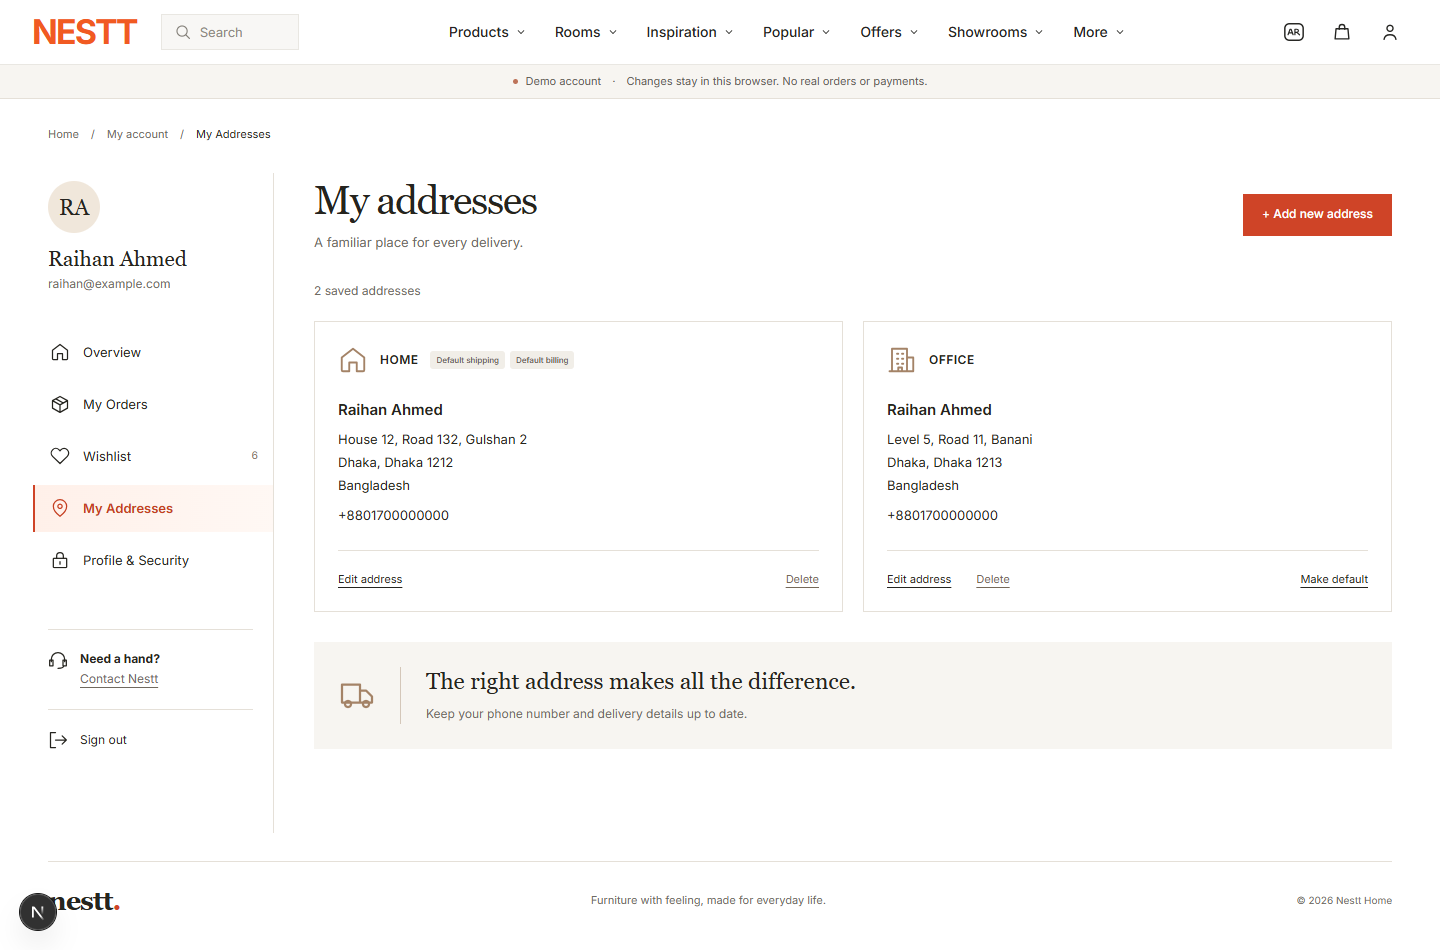 NESTT
Search
Products
Rooms
Inspiration
Popular
Offers
Showrooms
More
AR
Demo account · Changes stay in this browser. No real orders or payments.
Home / My account / My Addresses
RA
Raihan Ahmed
raihan@example.com
Overview
My Orders
Wishlist 6
My Addresses
Profile & Security
Need a hand?
Contact Nestt
Sign out
My addresses
A familiar place for every delivery.
+ Add new address
2 saved addresses
HOME Default shipping Default billing
Raihan Ahmed
House 12, Road 132, Gulshan 2
Dhaka, Dhaka 1212
Bangladesh
+8801700000000
Edit address Delete
OFFICE
Raihan Ahmed
Level 5, Road 11, Banani
Dhaka, Dhaka 1213
Bangladesh
+8801700000000
Edit address Delete Make default
The right address makes all the difference.
Keep your phone number and delivery details up to date.
N
nestt.
Furniture with feeling, made for everyday life.
© 2026 Nestt Home